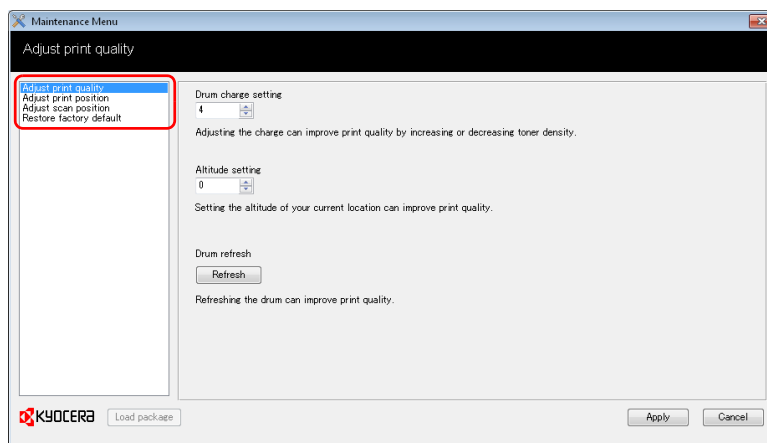 Maintenance Menu
Adjust print quality
Adjust print quality
Adjust print position
Adjust scan position
Restore factory default
Drum charge setting
4
Adjusting the charge can improve print quality by increasing or decreasing toner density.
Altitude setting
0
Setting the altitude of your current location can improve print quality.
Drum refresh
Refresh
Refreshing the drum can improve print quality.
KYOCERA
Load package
Apply
Cancel